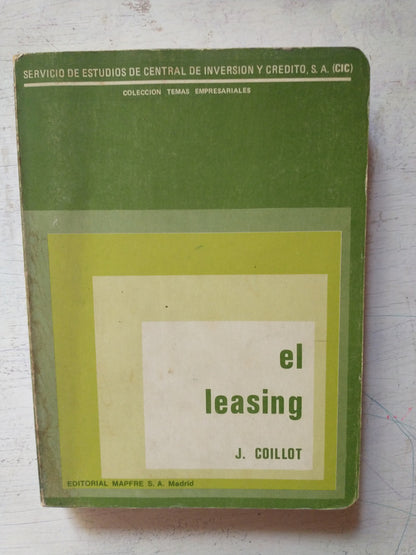 SERVICIO DE ESTUDIOS DE CENTRAL DE INVERSION Y CREDITO, S. A. (CIC)
COLECCION TEMAS EMPRESARIALES
el
leasing
J. COILLOT
EDITORIAL MAPFRE S. A. Madrid